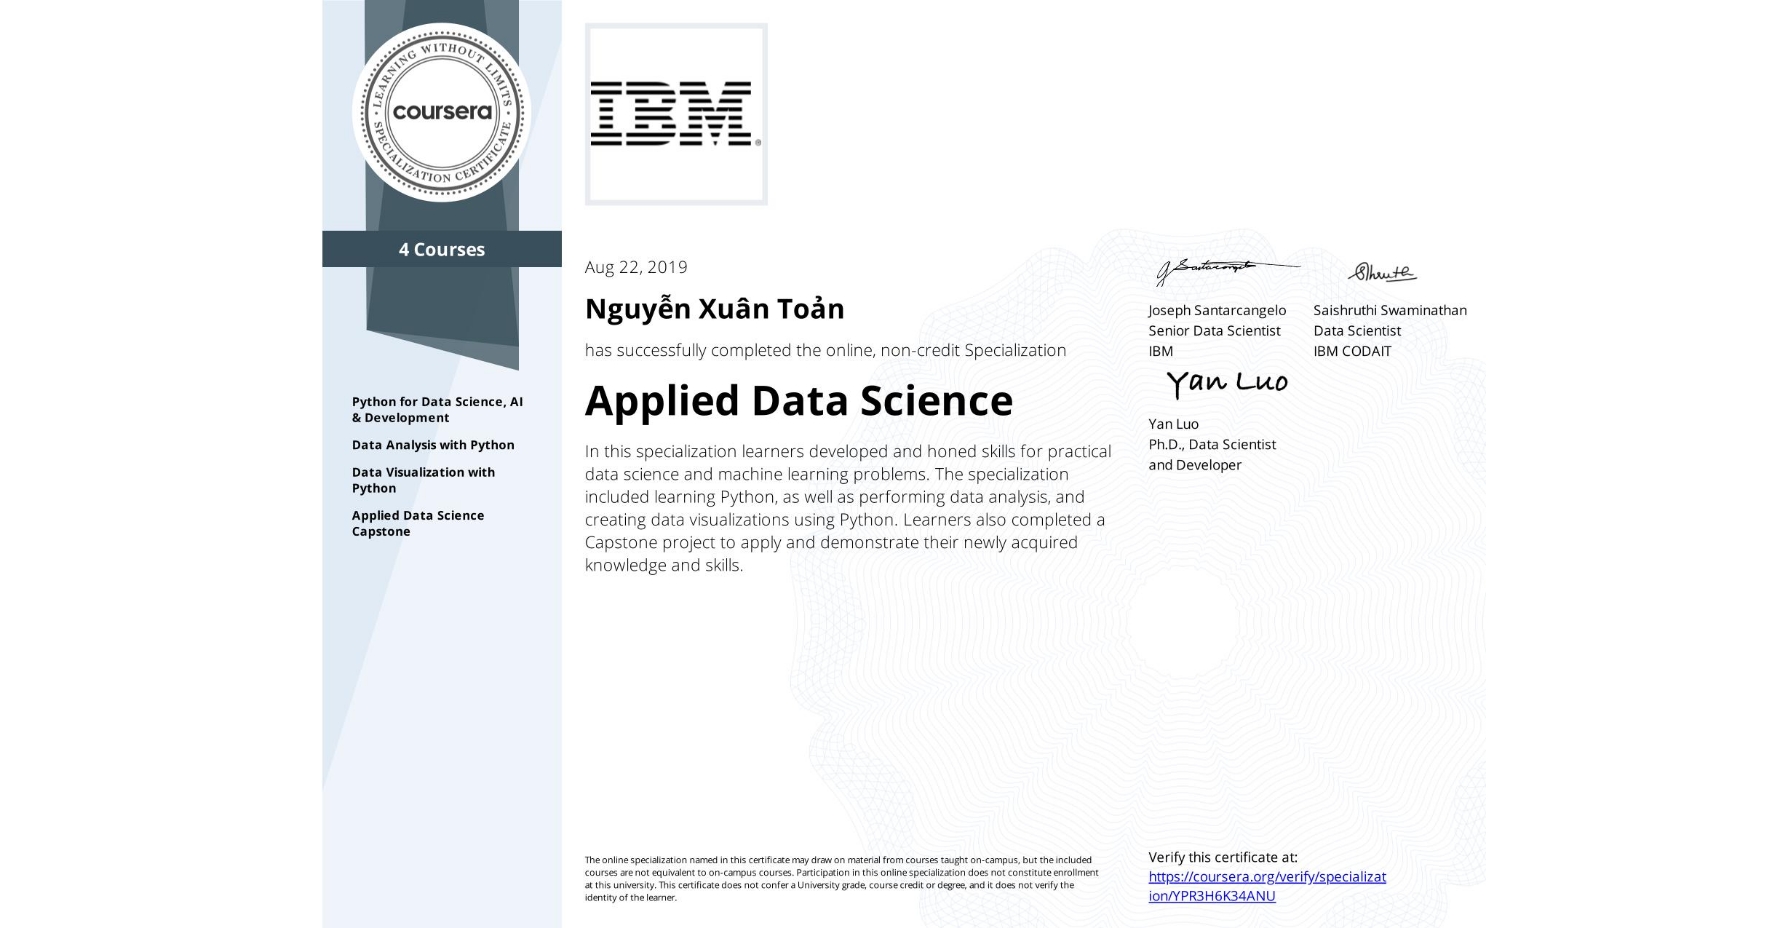 LEARNING WITHOUT LIMITS
coursera
SPECIALIZATION CERTIFICATE
4 Courses
Python for Data Science, AI
& Development
Data Analysis with Python
Data Visualization with
Python
Applied Data Science
Capstone
IBM®
Aug 22, 2019
Nguyễn Xuân Toản
has successfully completed the online, non-credit Specialization
Applied Data Science
In this specialization learners developed and honed skills for practical
data science and machine learning problems. The specialization
included learning Python, as well as performing data analysis, and
creating data visualizations using Python. Learners also completed a
Capstone project to apply and demonstrate their newly acquired
knowledge and skills.
J Santarcangelo
Joseph Santarcangelo
Senior Data Scientist
IBM
Shruthi
Saishruthi Swaminathan
Data Scientist
IBM CODAIT
Yan Luo
Yan Luo
Ph.D., Data Scientist
and Developer
The online specialization named in this certificate may draw on material from courses taught on-campus, but the included
courses are not equivalent to on-campus courses. Participation in this online specialization does not constitute enrollment
at this university. This certificate does not confer a University grade, course credit or degree, and it does not verify the
identity of the learner.
Verify this certificate at:
https://coursera.org/verify/specializat
ion/YPR3H6K34ANU